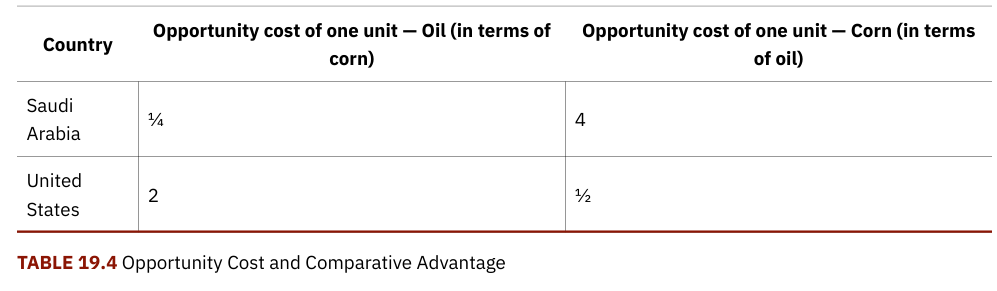 Country
Opportunity cost of one unit — Oil (in terms of
corn)
Opportunity cost of one unit — Corn (in terms
of oil)
Saudi
Arabia
¼
4
United
States
2
½
TABLE 19.4 Opportunity Cost and Comparative Advantage